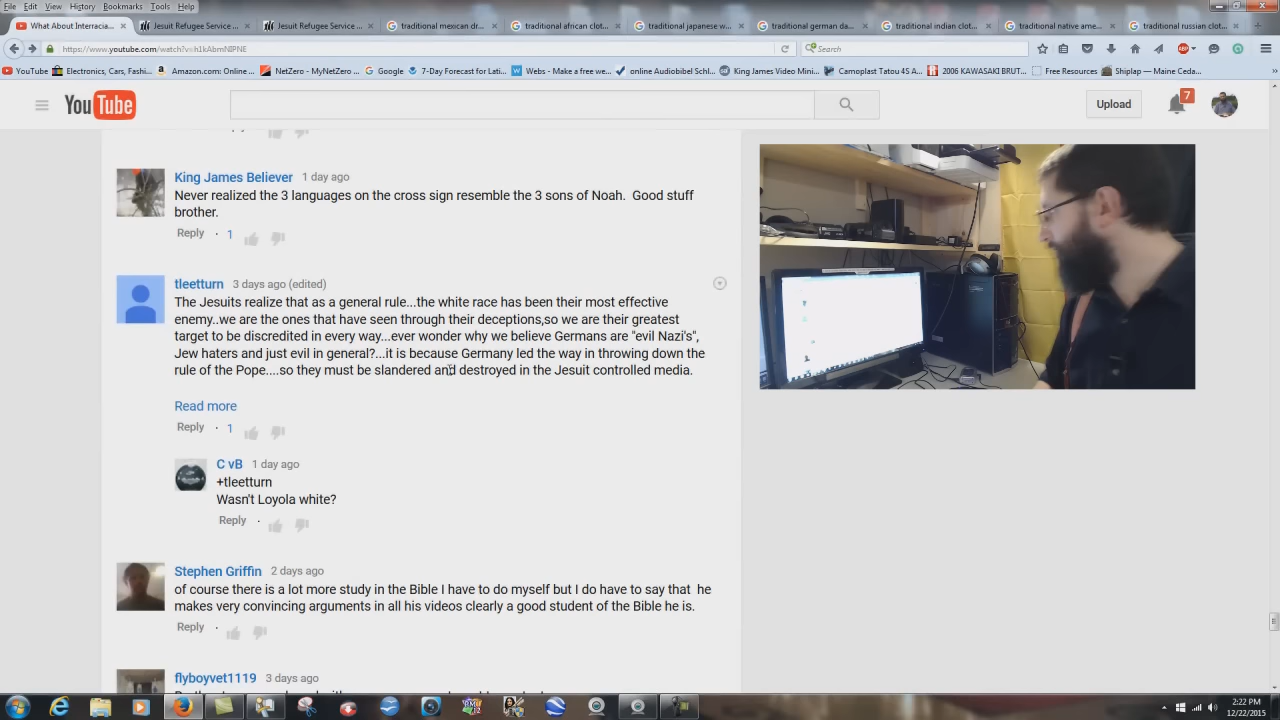 File Edit View History Bookmarks Tools Help
What About Interracia...
Jesuit Refugee Service ...
Jesuit Refugee Service ...
traditional mexican dr...
traditional african clot...
traditional japanese w...
traditional german da...
traditional indian clot...
traditional native ame...
traditional russian clot...
Search
YouTube
Electronics, Cars, Fashi...
Amazon.com: Online ...
NetZero - MyNetZero ...
Google
7-Day Forecast for Lati...
Webs - Make a free we...
online Audiobibel Schl...
King James Video Mini...
Camoplast Tatou 4S A...
2006 KAWASAKI BRUT...
Free Resources
Shiplap — Maine Ceda...
YouTube
Upload
7
King James Believer 1 day ago
Never realized the 3 languages on the cross sign resemble the 3 sons of Noah. Good stuff
brother.
Reply · 1
tleetturn 3 days ago (edited)
The Jesuits realize that as a general rule...the white race has been their most effective
enemy..we are the ones that have seen through their deceptions,so we are their greatest
target to be discredited in every way...ever wonder why we believe Germans are "evil Nazi's",
Jew haters and just evil in general?...it is because Germany led the way in throwing down the
rule of the Pope....so they must be slandered and destroyed in the Jesuit controlled media.
Read more
Reply · 1
C vB 1 day ago
+tleetturn
Wasn't Loyola white?
Reply ·
Stephen Griffin 2 days ago
of course there is a lot more study in the Bible I have to do myself but I do have to say that he
makes very convincing arguments in all his videos clearly a good student of the Bible he is.
Reply ·
flyboyvet1119 3 days ago
2:22 PM
12/22/2015